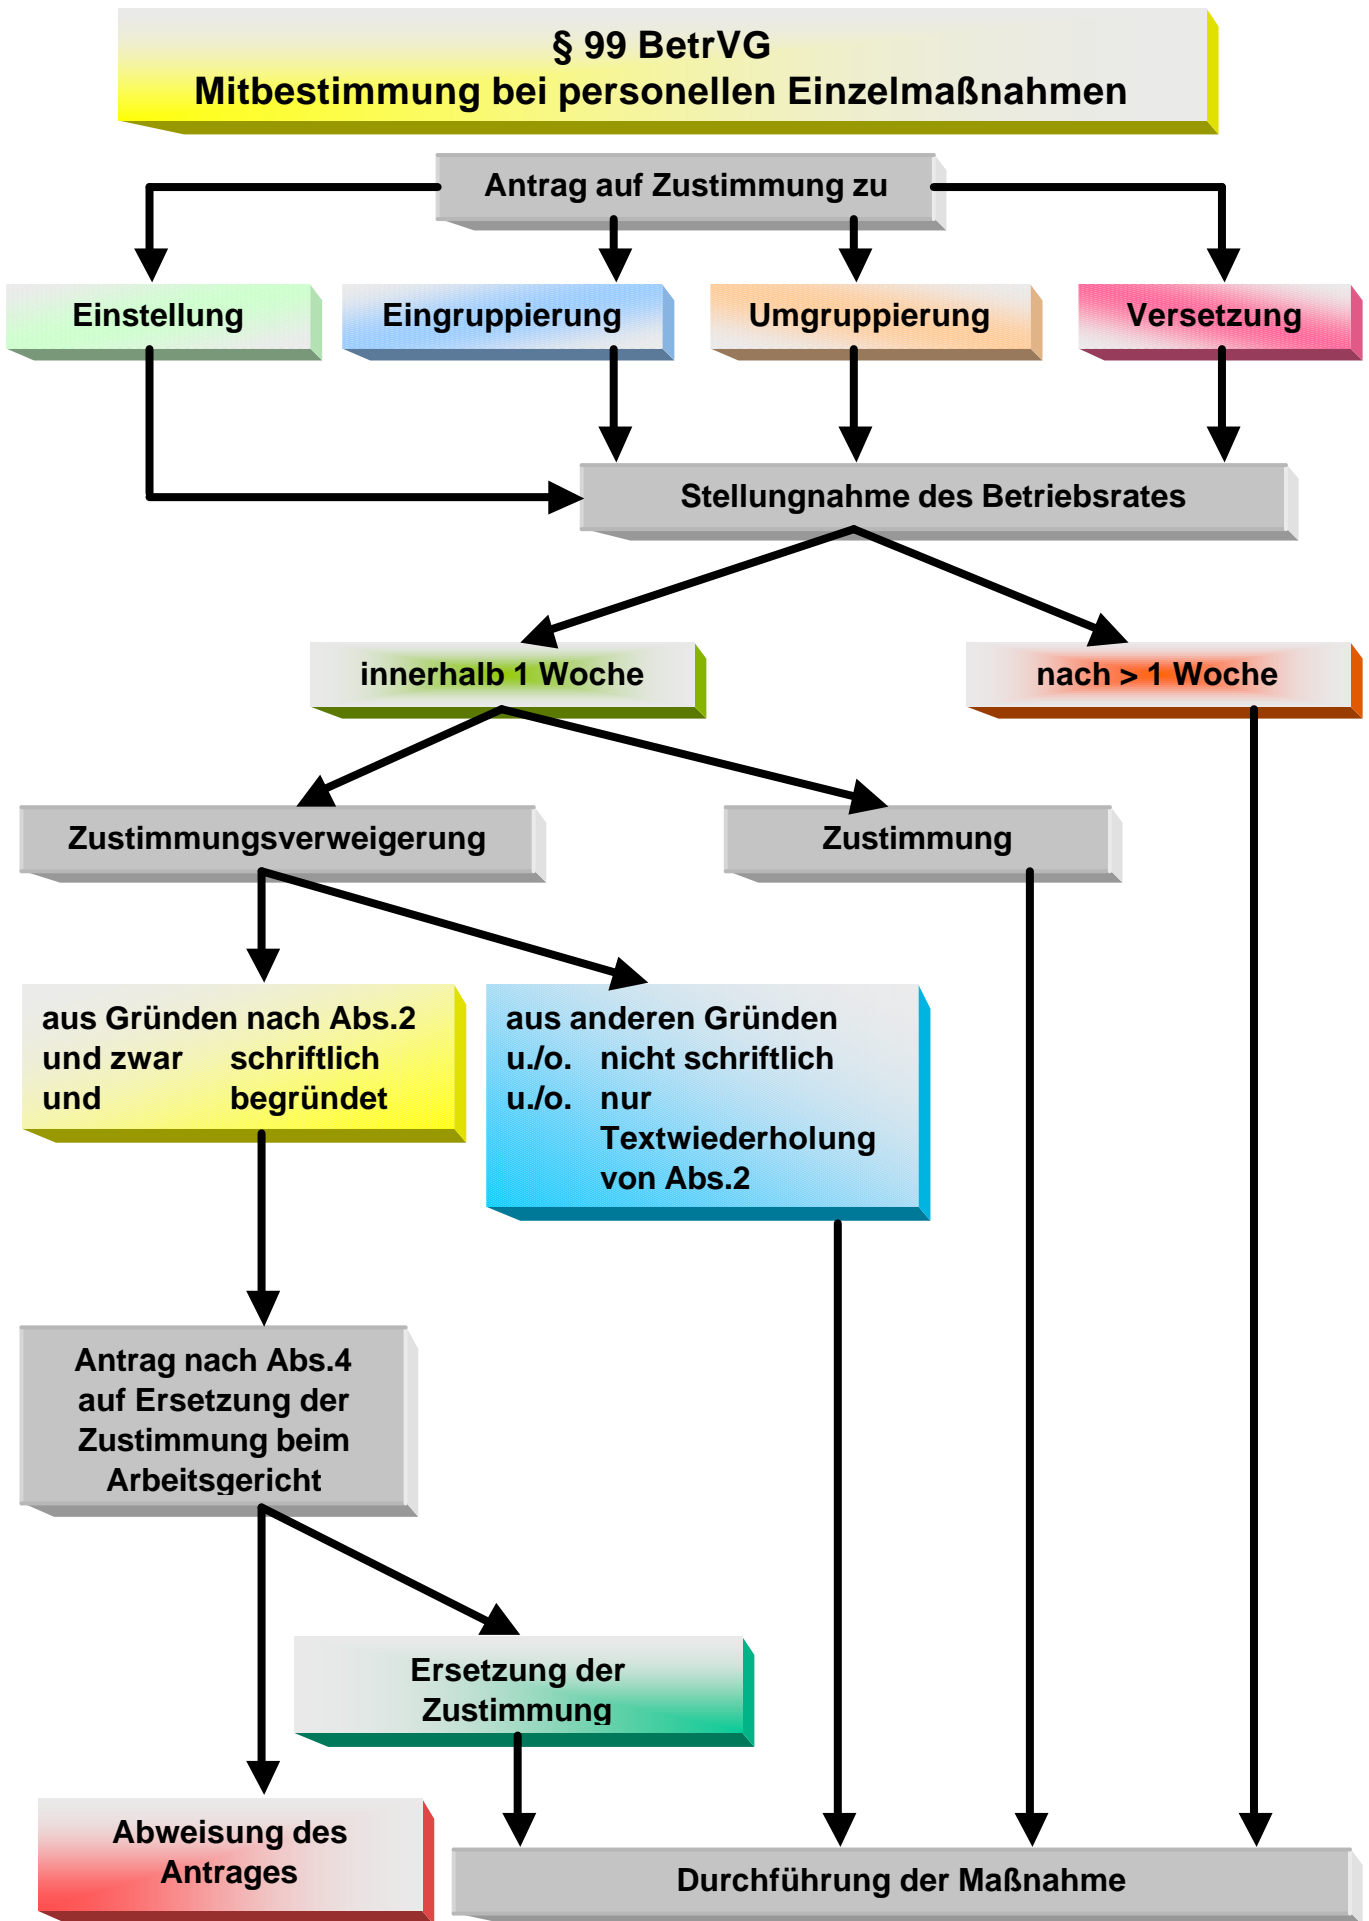 § 99 BetrVG
Mitbestimmung bei personellen Einzelmaßnahmen
Antrag auf Zustimmung zu
Einstellung
Eingruppierung
Umgruppierung
Versetzung
Stellungnahme des Betriebsrates
innerhalb 1 Woche
nach > 1 Woche
Zustimmungsverweigerung
Zustimmung
aus Gründen nach Abs.2
und zwar schriftlich
und begründet
aus anderen Gründen
u./o. nicht schriftlich
u./o. nur
Textwiederholung
von Abs.2
Antrag nach Abs.4
auf Ersetzung der
Zustimmung beim
Arbeitsgericht
Ersetzung der
Zustimmung
Abweisung des
Antrages
Durchführung der Maßnahme